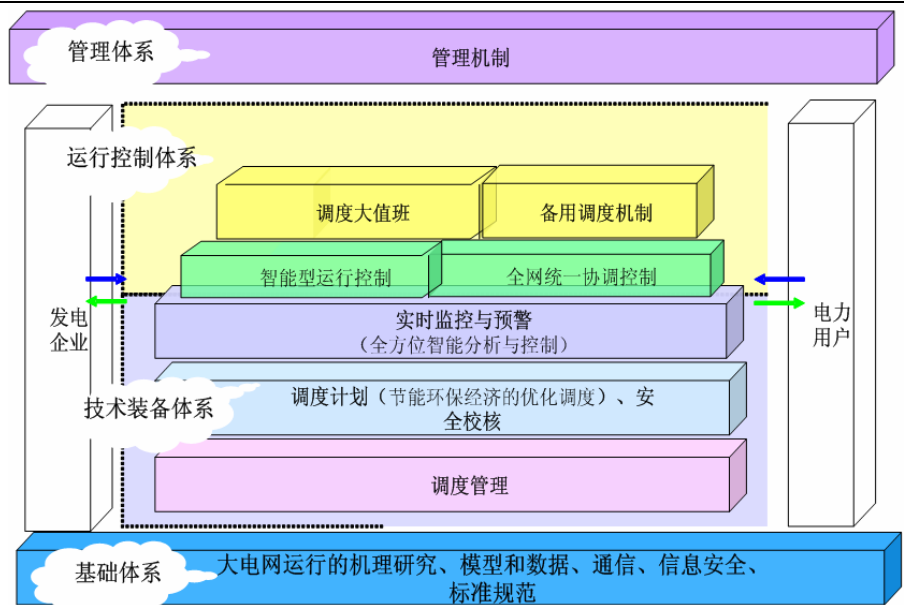 管理体系
管理机制
运行控制体系
调度大值班
备用调度机制
智能型运行控制
全网统一协调控制
发电
企业
实时监控与预警
（全方位智能分析与控制）
电力
用户
技术装备体系
调度计划（节能环保经济的优化调度）、安
全校核
调度管理
基础体系
大电网运行的机理研究、模型和数据、通信、信息安全、
标准规范